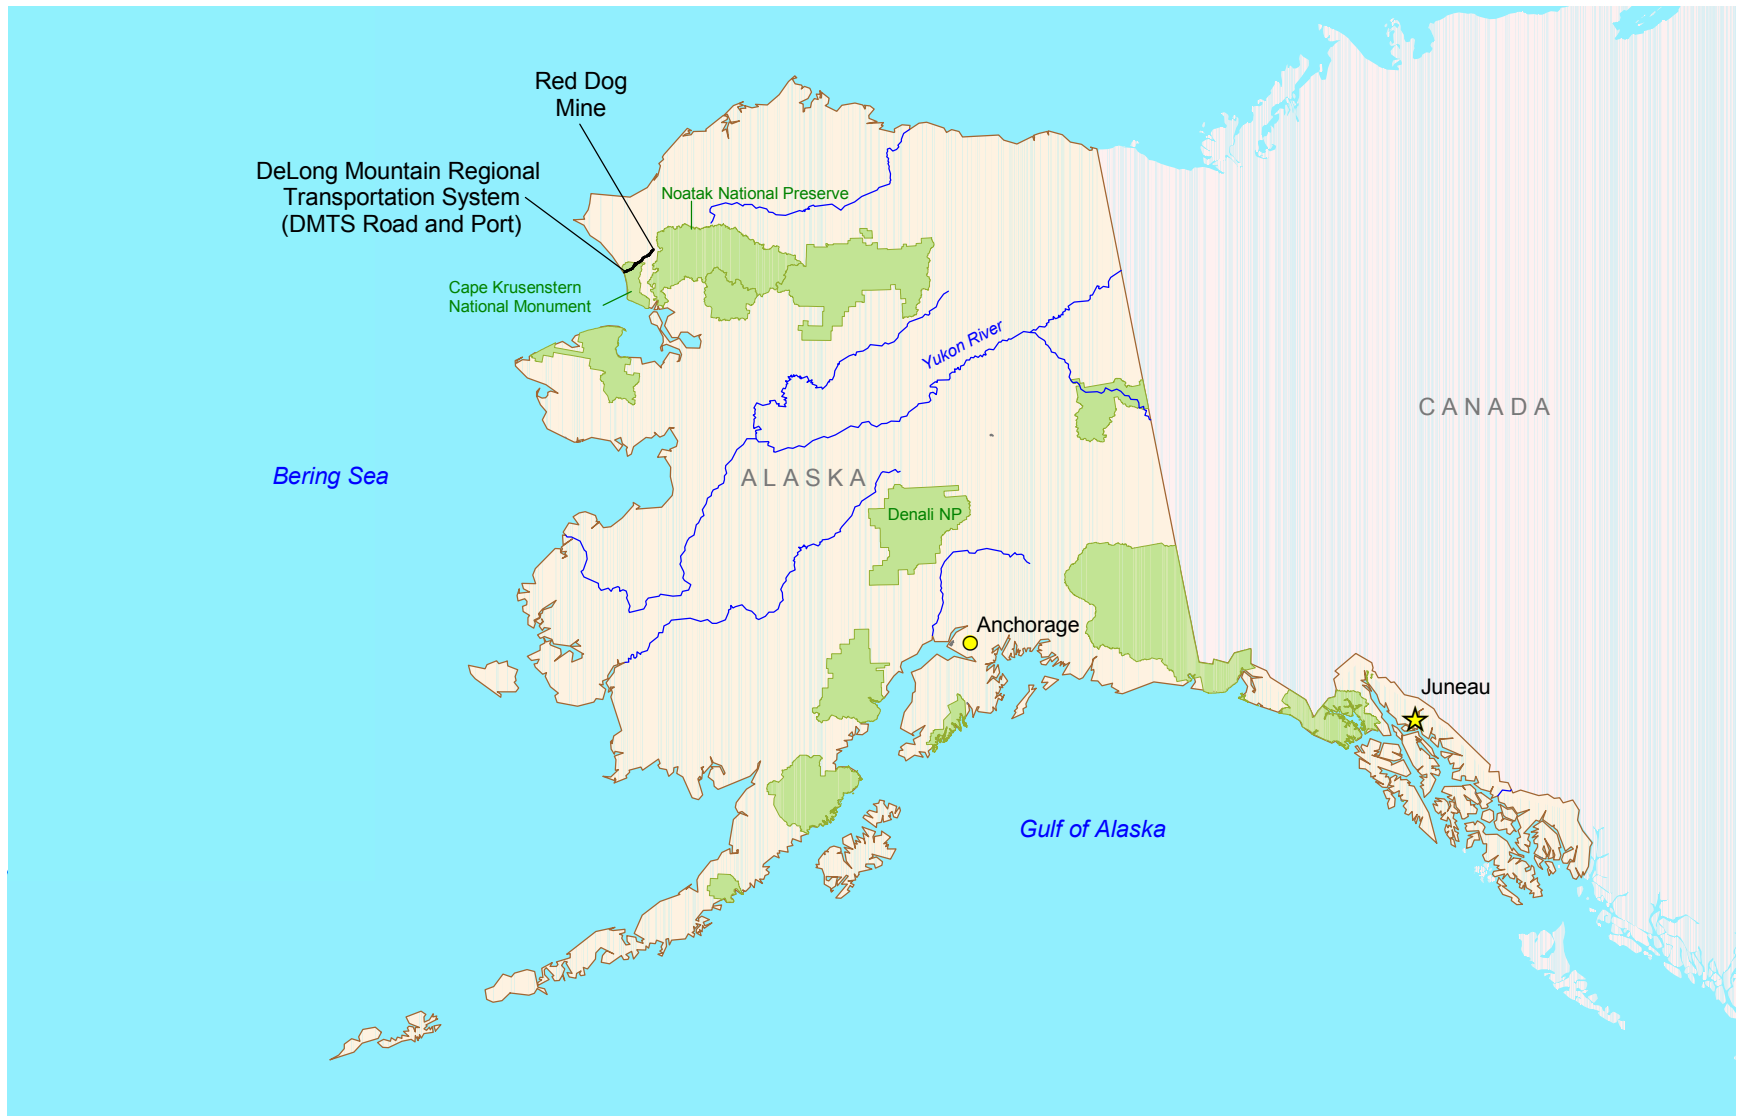 Red Dog
Mine
DeLong Mountain Regional
Transportation System
(DMTS Road and Port)
Noatak National Preserve
Cape Krusenstern
National Monument
Yukon River
CANADA
Bering Sea
ALASKA
Denali NP
Anchorage
Juneau
Gulf of Alaska